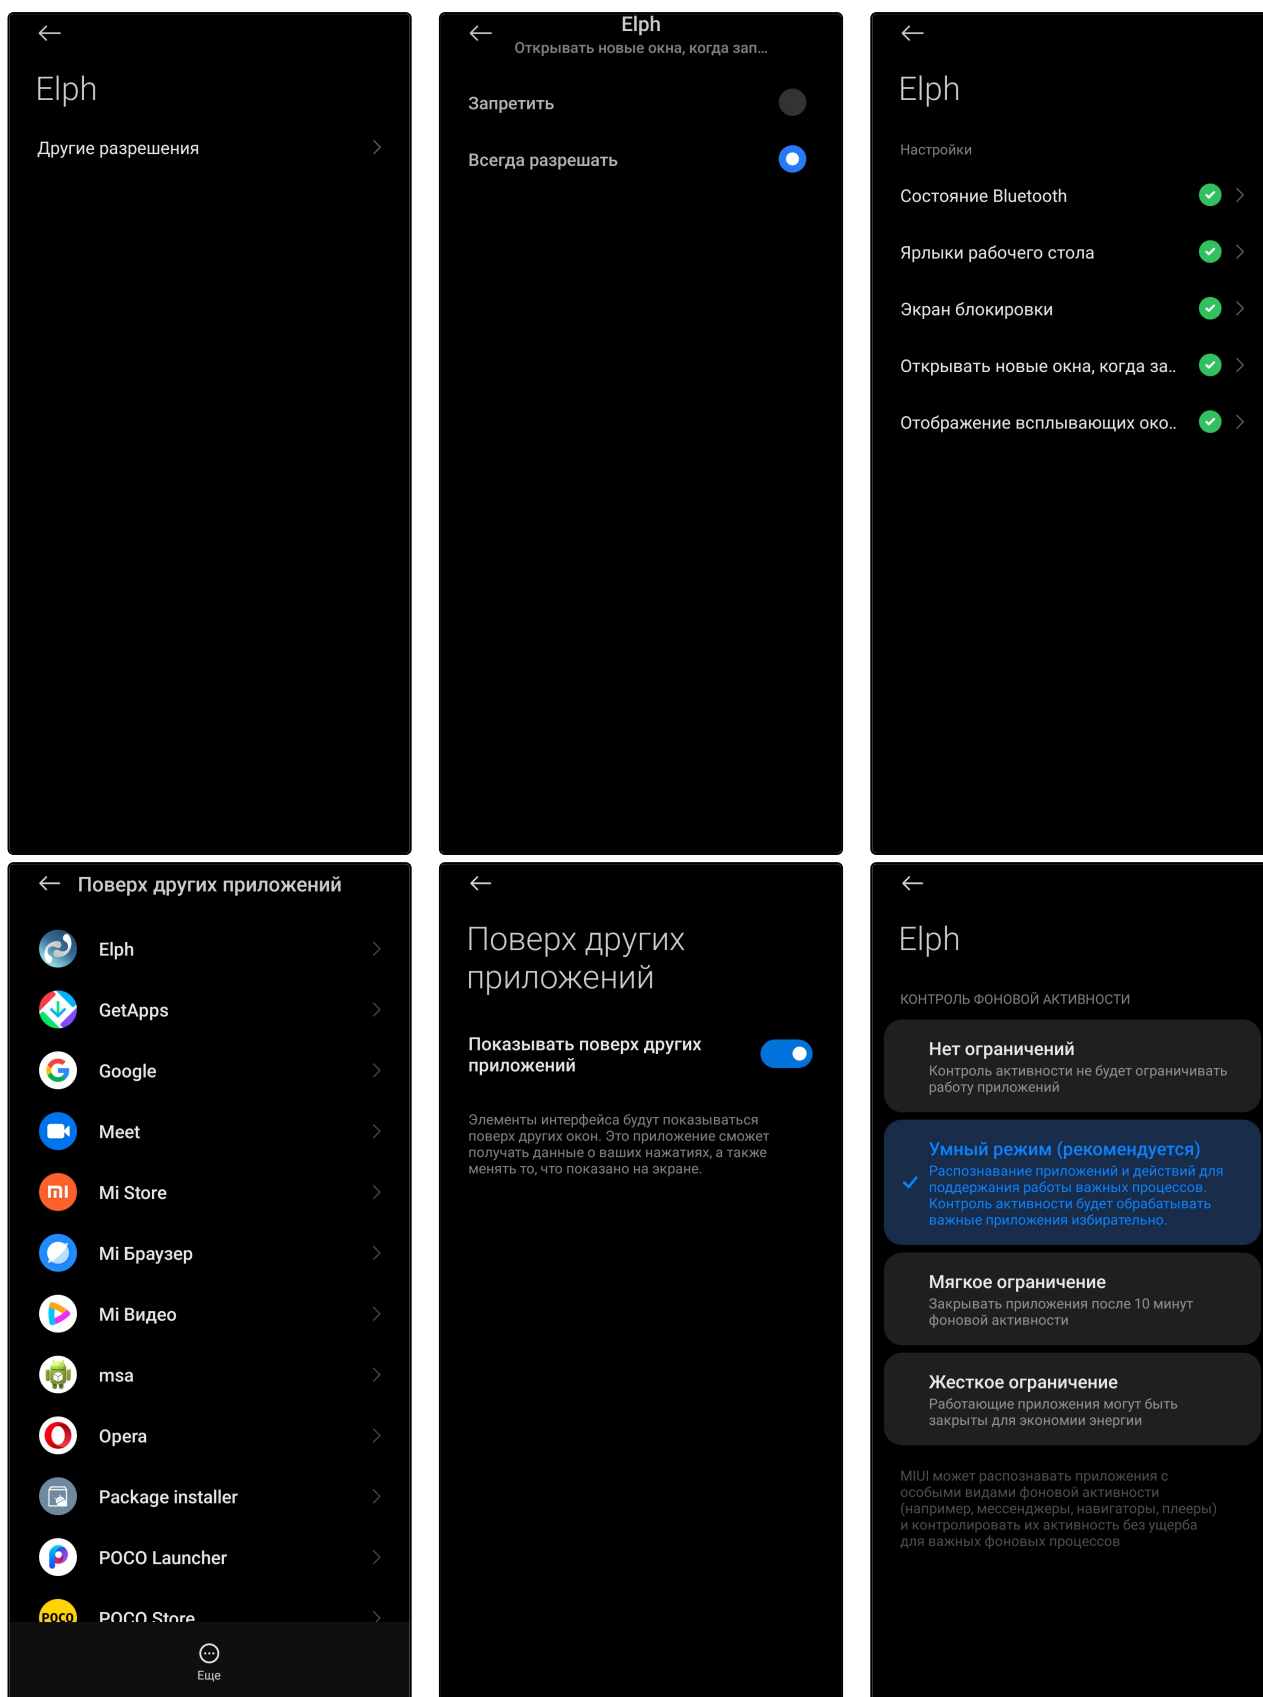 Elph
Другие разрешения
Elph
Открывать новые окна, когда зап...
Запретить
Всегда разрешать
Elph
Настройки
Состояние Bluetooth
Ярлыки рабочего стола
Экран блокировки
Открывать новые окна, когда за..
Отображение всплывающих око..
Поверх других приложений
Elph
GetApps
Google
Meet
Mi Store
Mi Браузер
Mi Видео
msa
Opera
Package installer
POCO Launcher
POCO
POCO Store
Еще
Поверх других
приложений
Показывать поверх других
приложений
Элементы интерфейса будут показываться
поверх других окон. Это приложение сможет
получать данные о ваших нажатиях, а также
менять то, что показано на экране.
Elph
КОНТРОЛЬ ФОНОВОЙ АКТИВНОСТИ
Нет ограничений
Контроль активности не будет ограничивать
работу приложений
Умный режим (рекомендуется)
Распознавание приложений и действий для
поддержания работы важных процессов.
Контроль активности будет обрабатывать
важные приложения избирательно.
Мягкое ограничение
Закрывать приложения после 10 минут
фоновой активности
Жесткое ограничение
Работающие приложения могут быть
закрыты для экономии энергии
MIUI может распознавать приложения с
особыми видами фоновой активности
(например, мессенджеры, навигаторы, плееры)
и контролировать их активность без ущерба
для важных фоновых процессов